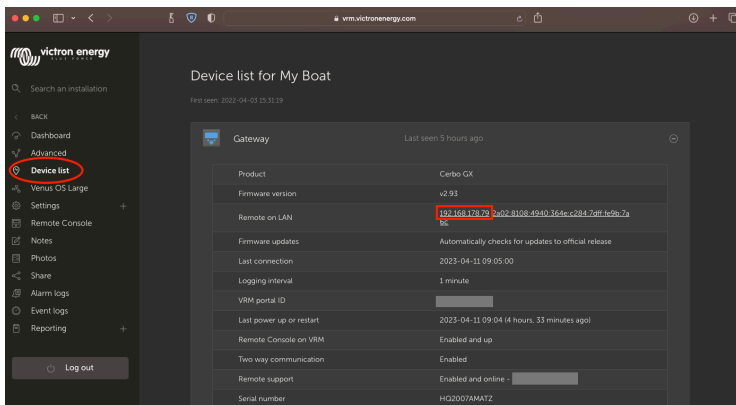 vrm.victronenergy.com
victron energy
BLUE POWER
Search an installation
BACK
Dashboard
Advanced
Device list
Venus OS Large
Settings
Remote Console
Notes
Photos
Share
Alarm logs
Event logs
Reporting
Log out
Device list for My Boat
First seen: 2022-04-03 15:31:19
Gateway Last seen 5 hours ago
Product Cerbo GX
Firmware version v2.93
Remote on LAN 192.168.178.79 2a02:8108:4940:364e:c284:7dff:fe9b:7a
Firmware updates Automatically checks for updates to official release
Last connection 2023-04-11 09:05:00
Logging interval 1 minute
VRM portal ID
Last power up or restart 2023-04-11 09:04 (4 hours, 33 minutes ago)
Remote Console on VRM Enabled and up
Two way communication Enabled
Remote support Enabled and online -
Serial number HQ2007AMATZ